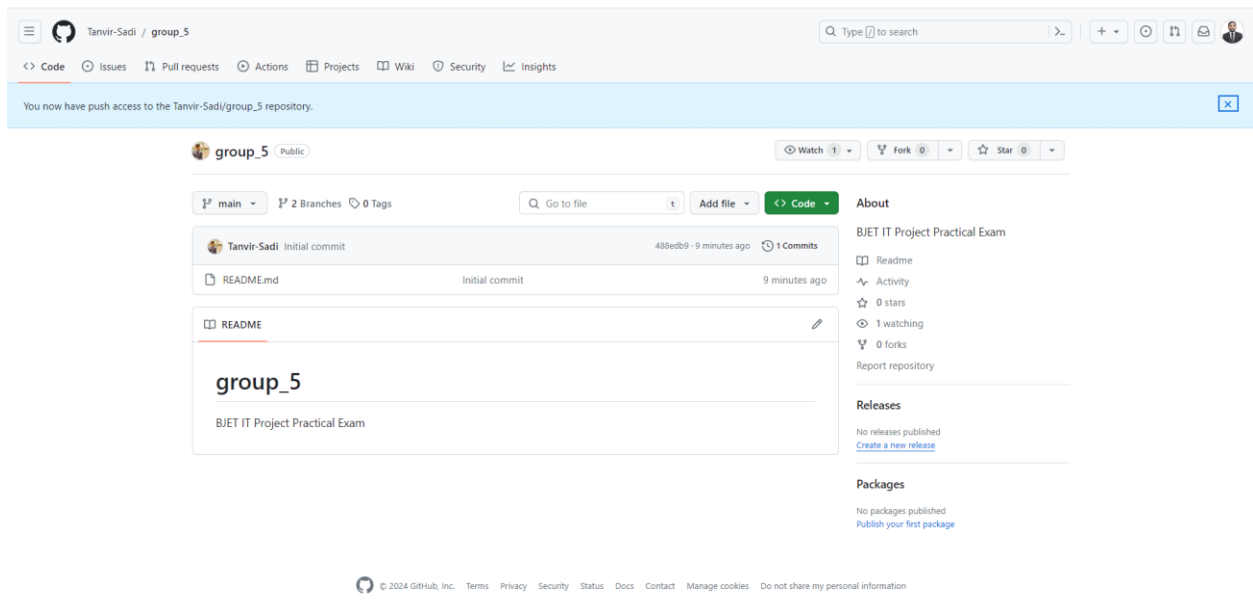 Tanvir-Sadi / group_5
Type / to search
Code Issues Pull requests Actions Projects Wiki Security Insights
You now have push access to the Tanvir-Sadi/group_5 repository.
group_5 Public
Watch 1 Fork 0 Star 0
main 2 Branches 0 Tags Go to file t Add file Code
Tanvir-Sadi Initial commit 488edb9 · 9 minutes ago 1 Commits
README.md Initial commit 9 minutes ago
README
group_5
BJET IT Project Practical Exam
About
BJET IT Project Practical Exam
Readme
Activity
0 stars
1 watching
0 forks
Report repository
Releases
No releases published
Create a new release
Packages
No packages published
Publish your first package
© 2024 GitHub, Inc. Terms Privacy Security Status Docs Contact Manage cookies Do not share my personal information